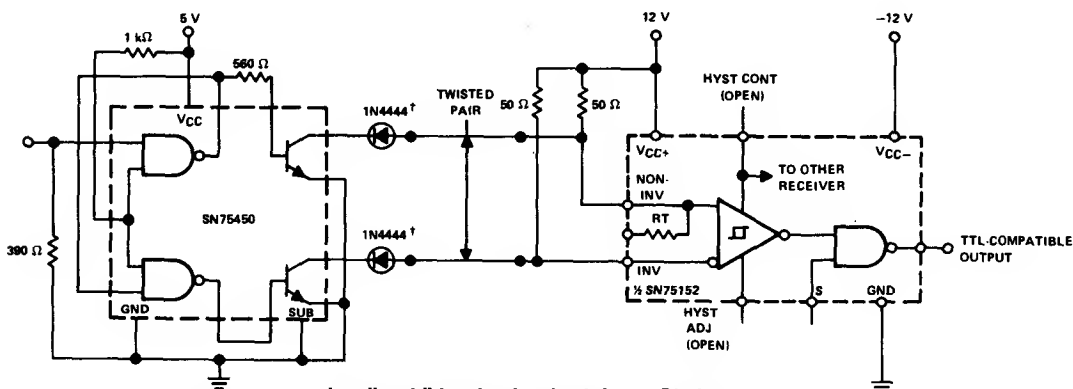 5 V
1 kΩ
560 Ω
VCC
SN75450
390 Ω
GND
SUB
1N4444†
1N4444†
TWISTED
PAIR
50 Ω
50 Ω
12 V
−12 V
HYST CONT
(OPEN)
VCC+
VCC−
TO OTHER
RECEIVER
NON-
INV
RT
INV
½ SN75152
HYST
ADJ
(OPEN)
S
GND
TTL-COMPATIBLE
OUTPUT